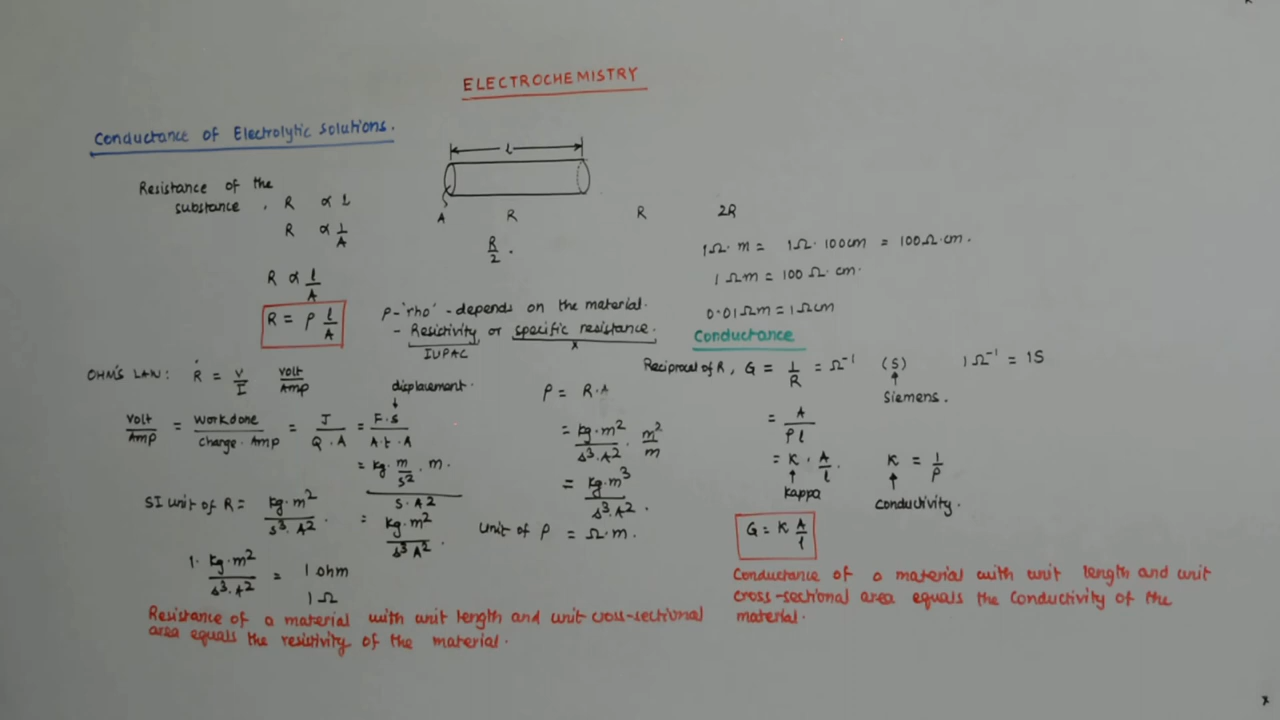 ELECTROCHEMISTRY
Conductance of Electrolytic Solutions.
l
A
R R 2R
R/2 .
Resistance of the
substance , R ∝ l
R ∝ 1/A
R ∝ l/A
R = ρ l/A
ρ - 'rho' - depends on the material.
- Resictivity or specific resistance.
IUPAC x
1Ω·m = 1Ω·100cm = 100Ω·cm.
1Ωm = 100 Ω·cm.
0.01Ωm = 1Ωcm
OHM'S LAW: R = V/I volt/Amp
displacement.
volt/Amp = Workdone/Charge·Amp = J/Q·A = F·s/A·t·A
= kg·m/s²·m. / s·A²
= kg·m²/s³A² .
SI unit of R = kg·m²/s³·A² .
1· kg·m²/s³·A² = 1 ohm
1Ω
Resistance of a material with unit length and unit cross-sectional
area equals the resistivity of the material.
ρ = R·A
= kg·m²/s³·A² · m²/m
= kg·m³/s³·A² .
Unit of ρ = Ω·m.
Conductance
Reciprocal of R, G = 1/R = Ω⁻¹ (S) 1Ω⁻¹ = 1S
Siemens.
= A/ρl
= K · A/l . K = 1/ρ
Kappa conductivity.
G = K A/l
Conductance of a material with unit length and unit
cross-sectional area equals the Conductivity of the
material.
x